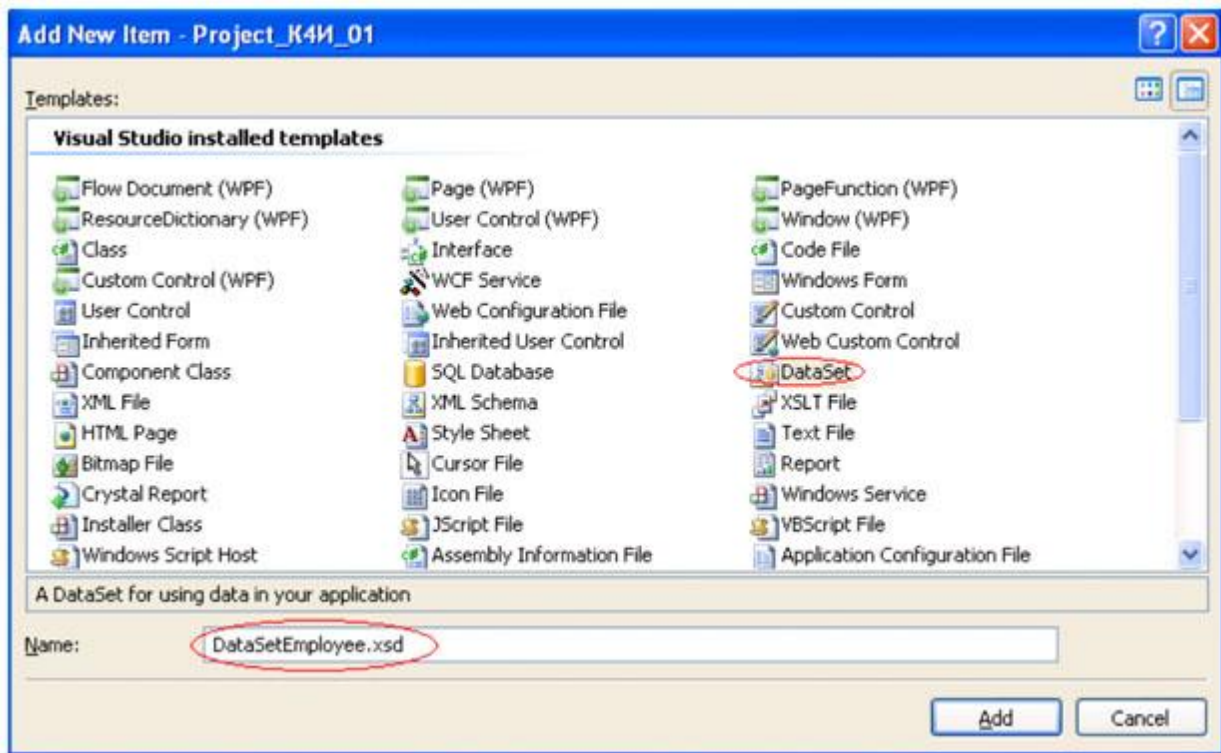 Add New Item - Project_К4И_01
Templates:
Visual Studio installed templates
Flow Document (WPF) Page (WPF) PageFunction (WPF)
ResourceDictionary (WPF) User Control (WPF) Window (WPF)
Class Interface Code File
Custom Control (WPF) WCF Service Windows Form
User Control Web Configuration File Custom Control
Inherited Form Inherited User Control Web Custom Control
Component Class SQL Database DataSet
XML File XML Schema XSLT File
HTML Page Style Sheet Text File
Bitmap File Cursor File Report
Crystal Report Icon File Windows Service
Installer Class JScript File VBScript File
Windows Script Host Assembly Information File Application Configuration File
A DataSet for using data in your application
Name: DataSetEmployee.xsd
Add Cancel